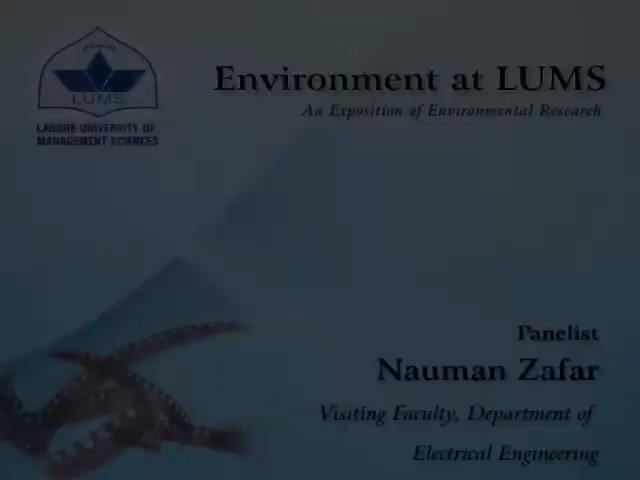 LUMS
LAHORE UNIVERSITY OF
MANAGEMENT SCIENCES
Environment at LUMS
An Exposition of Environmental Research
Panelist
Nauman Zafar
Visiting Faculty, Department of
Electrical Engineering